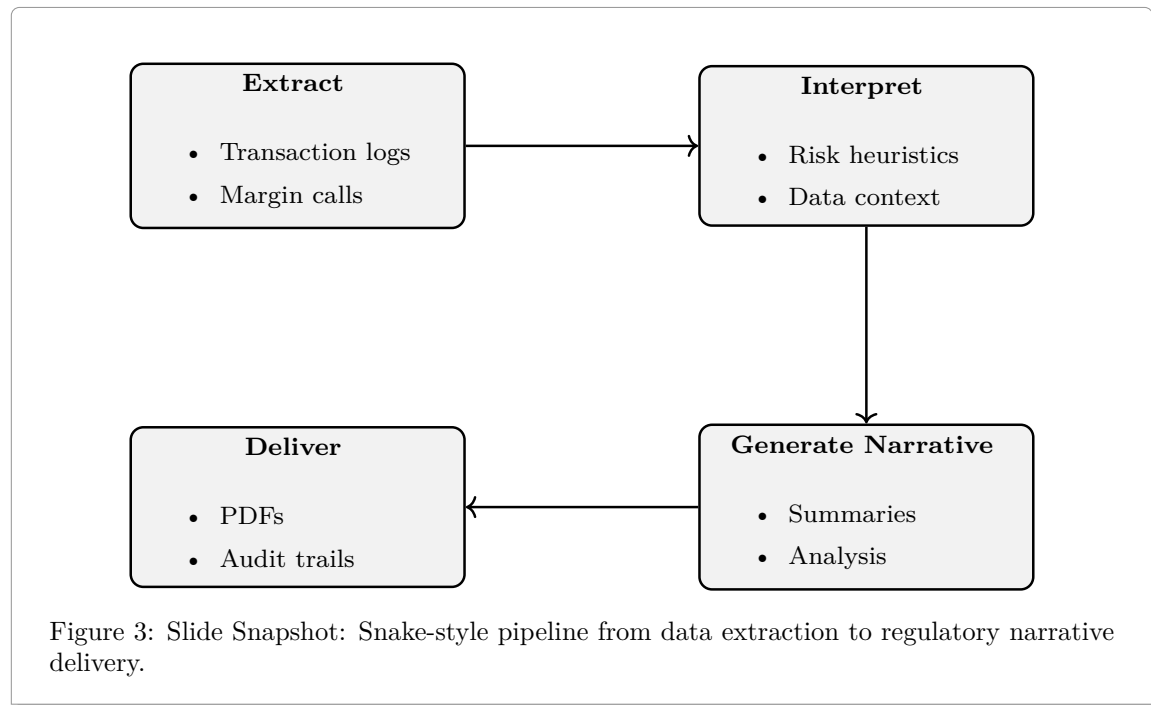 Extract
• Transaction logs
• Margin calls
Interpret
• Risk heuristics
• Data context
Generate Narrative
• Summaries
• Analysis
Deliver
• PDFs
• Audit trails
Figure 3: Slide Snapshot: Snake-style pipeline from data extraction to regulatory narrative
delivery.